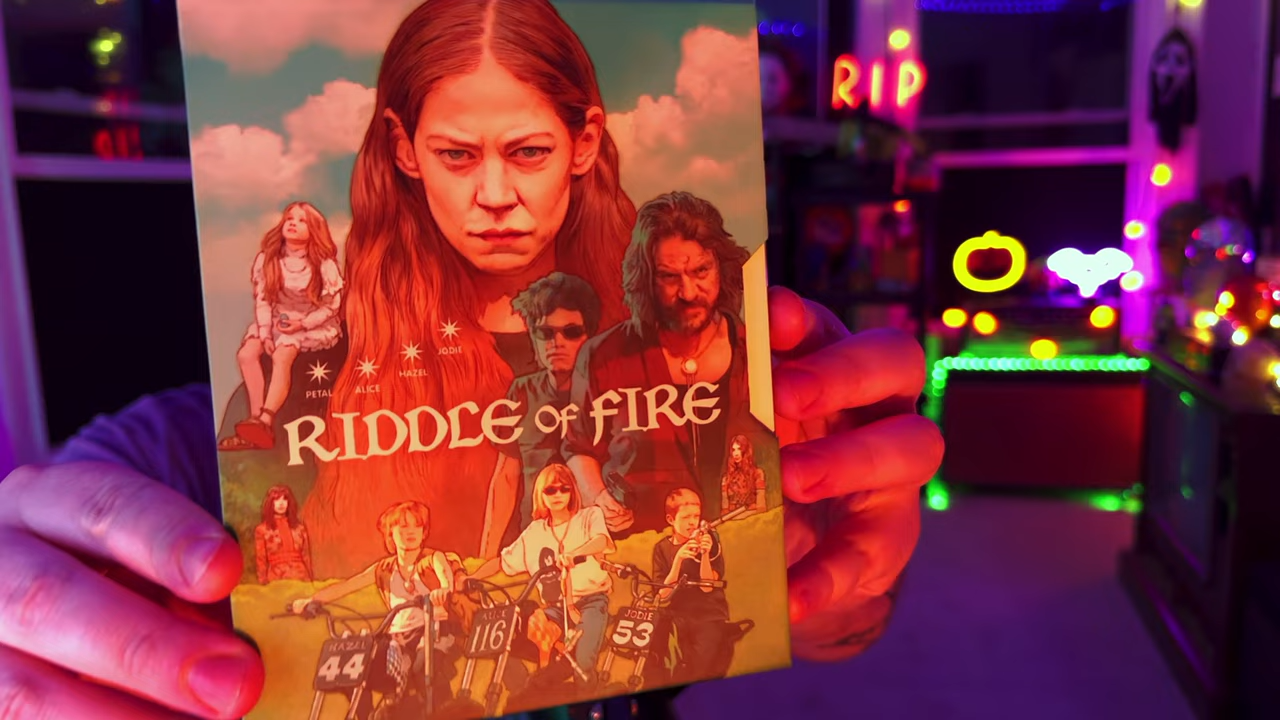 RIP
JODIE
HAZEL
ALICE
PETAL
RIDDLE OF FIRE
HAZEL
44
ALICE
116
JODIE
53